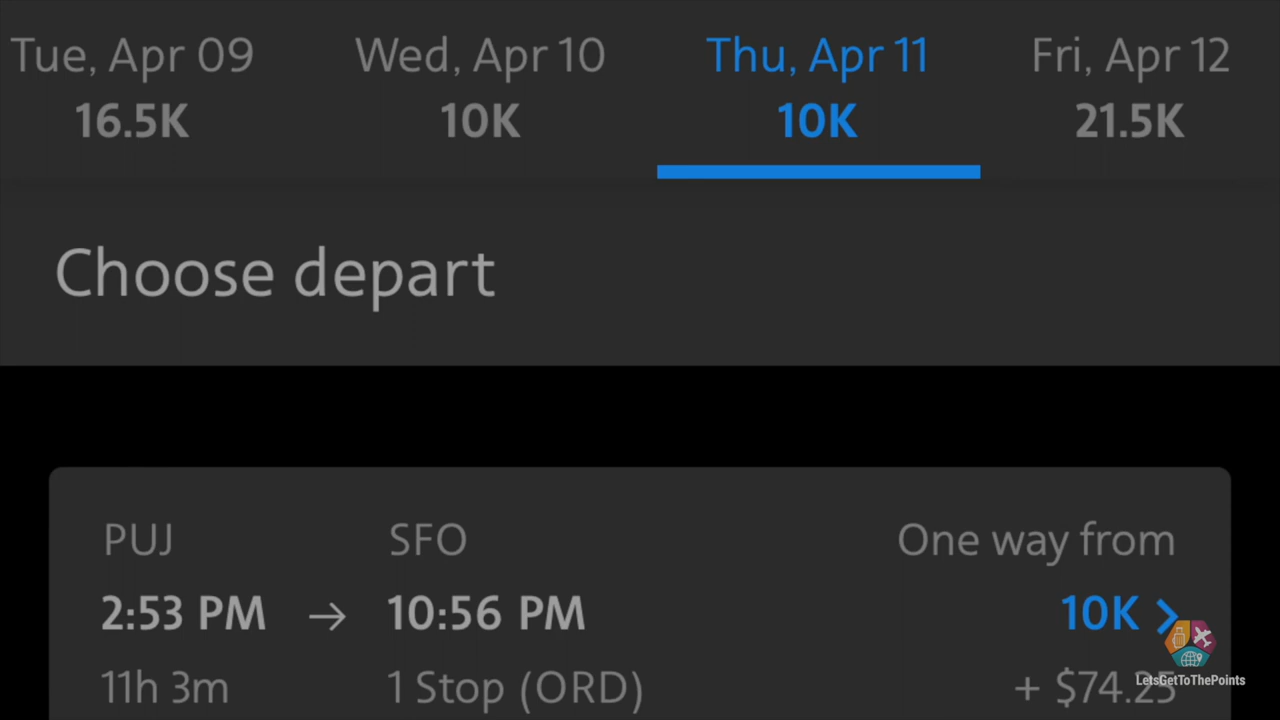 Tue, Apr 09 Wed, Apr 10 Thu, Apr 11 Fri, Apr 12
16.5K 10K 10K 21.5K
Choose depart
PUJ SFO One way from
2:53 PM → 10:56 PM 10K
11h 3m 1 Stop (ORD) + $74.25
LetsGetToThePoints